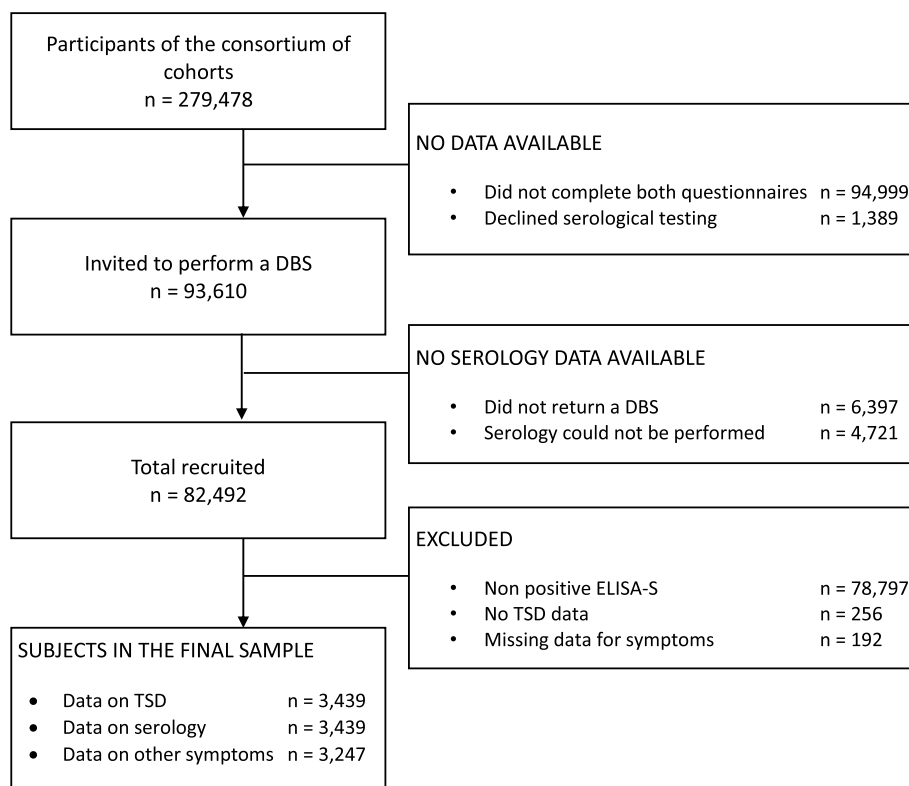 Participants of the consortium of
cohorts
n = 279,478
NO DATA AVAILABLE
• Did not complete both questionnaires n = 94,999
• Declined serological testing n = 1,389
Invited to perform a DBS
n = 93,610
NO SEROLOGY DATA AVAILABLE
• Did not return a DBS n = 6,397
• Serology could not be performed n = 4,721
Total recruited
n = 82,492
EXCLUDED
• Non positive ELISA-S n = 78,797
• No TSD data n = 256
• Missing data for symptoms n = 192
SUBJECTS IN THE FINAL SAMPLE
• Data on TSD n = 3,439
• Data on serology n = 3,439
• Data on other symptoms n = 3,247